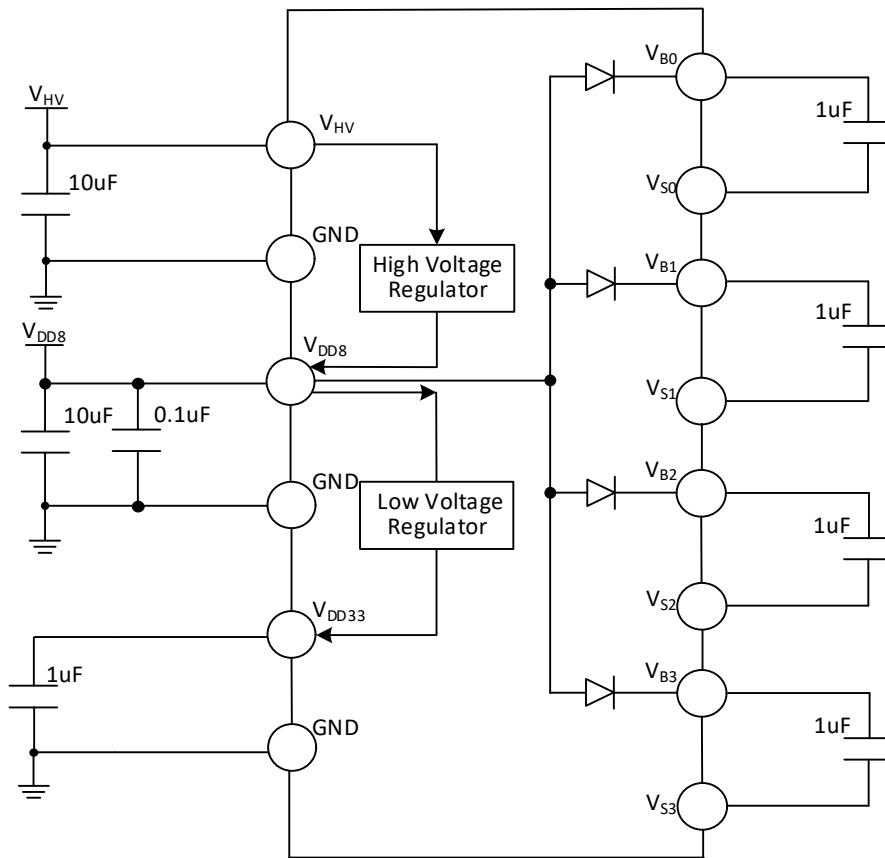 V_HV
10uF
V_HV
GND
High Voltage
Regulator
V_DD8
V_DD8
10uF
0.1uF
GND
Low Voltage
Regulator
V_DD33
1uF
GND
V_B0
1uF
V_S0
V_B1
1uF
V_S1
V_B2
1uF
V_S2
V_B3
1uF
V_S3